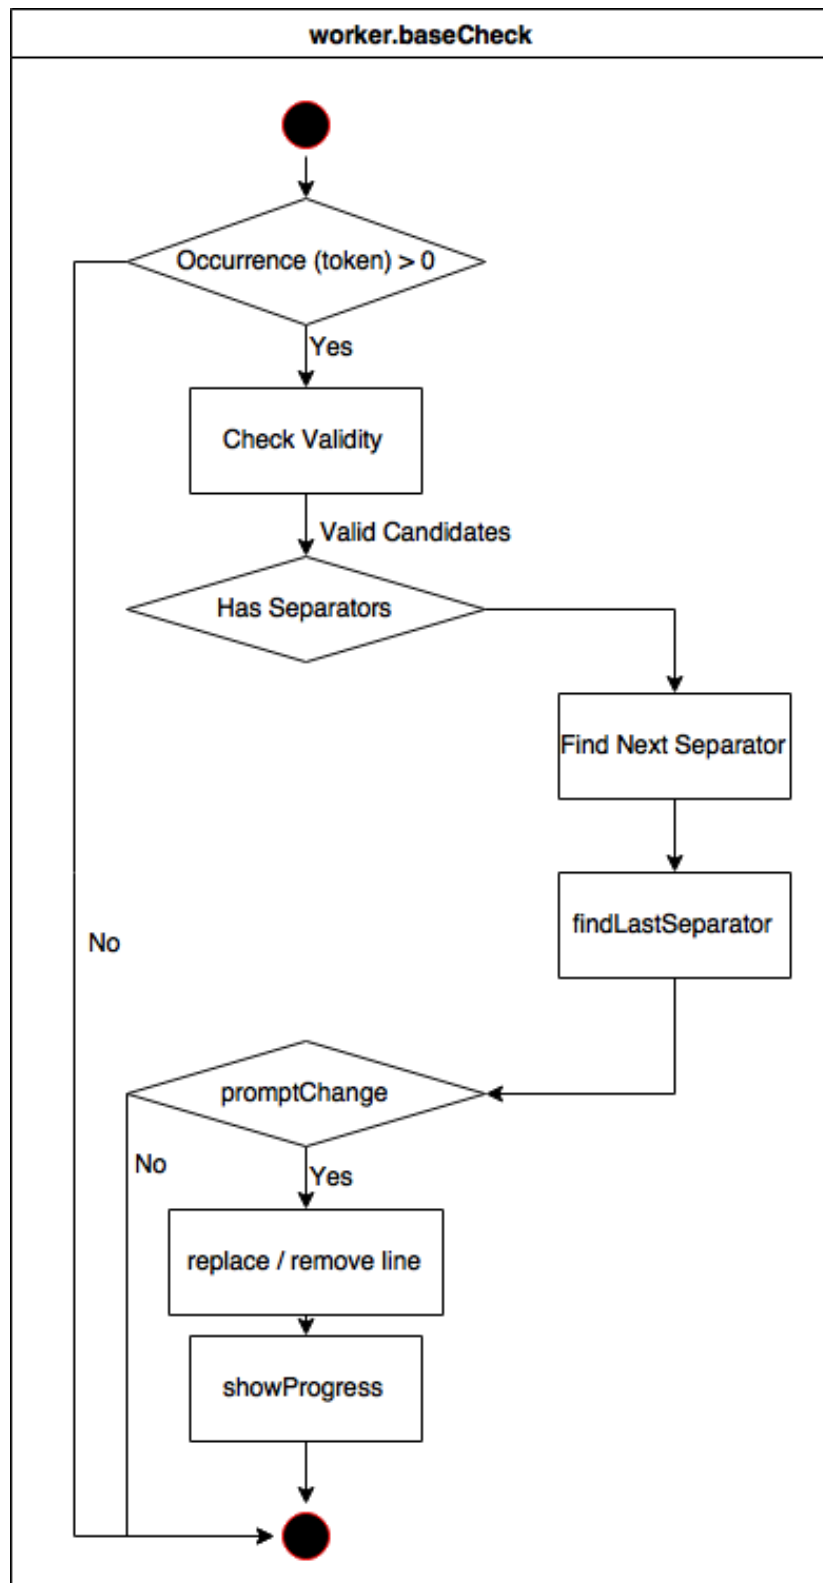 worker.baseCheck
Occurrence (token) > 0
Yes
Check Validity
Valid Candidates
Has Separators
Find Next Separator
findLastSeparator
No
promptChange
No
Yes
replace / remove line
showProgress